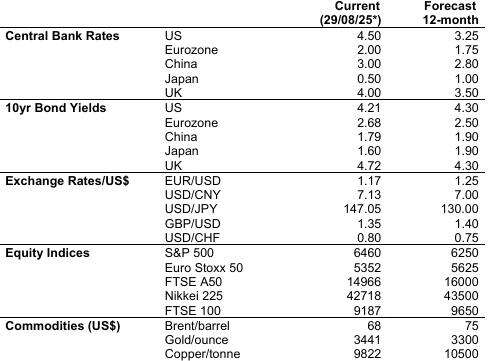 Current Forecast
(29/08/25*) 12-month
Central Bank Rates US 4.50 3.25
Eurozone 2.00 1.75
China 3.00 2.80
Japan 0.50 1.00
UK 4.00 3.50
10yr Bond Yields US 4.21 4.30
Eurozone 2.68 2.50
China 1.79 1.90
Japan 1.60 1.90
UK 4.72 4.30
Exchange Rates/US$ EUR/USD 1.17 1.25
USD/CNY 7.13 7.00
USD/JPY 147.05 130.00
GBP/USD 1.35 1.40
USD/CHF 0.80 0.75
Equity Indices S&P 500 6460 6250
Euro Stoxx 50 5352 5625
FTSE A50 14966 16000
Nikkei 225 42718 43500
FTSE 100 9187 9650
Commodities (US$) Brent/barrel 68 75
Gold/ounce 3441 3300
Copper/tonne 9822 10500